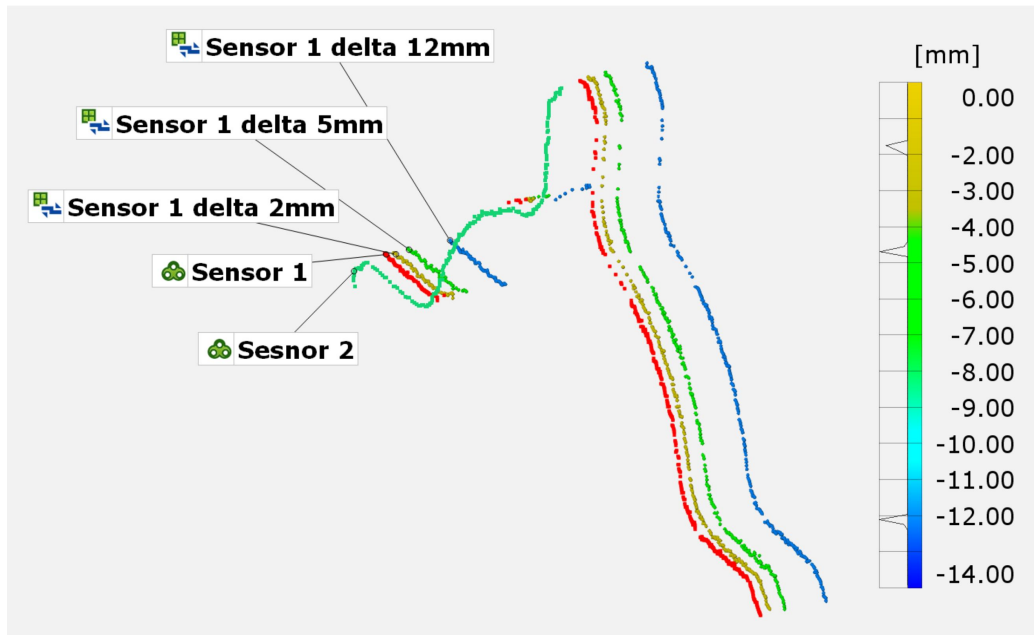 Sensor 1 delta 12mm
Sensor 1 delta 5mm
Sensor 1 delta 2mm
Sensor 1
Sesnor 2
[mm]
0.00
-2.00
-3.00
-4.00
-5.00
-6.00
-7.00
-8.00
-9.00
-10.00
-11.00
-12.00
-14.00